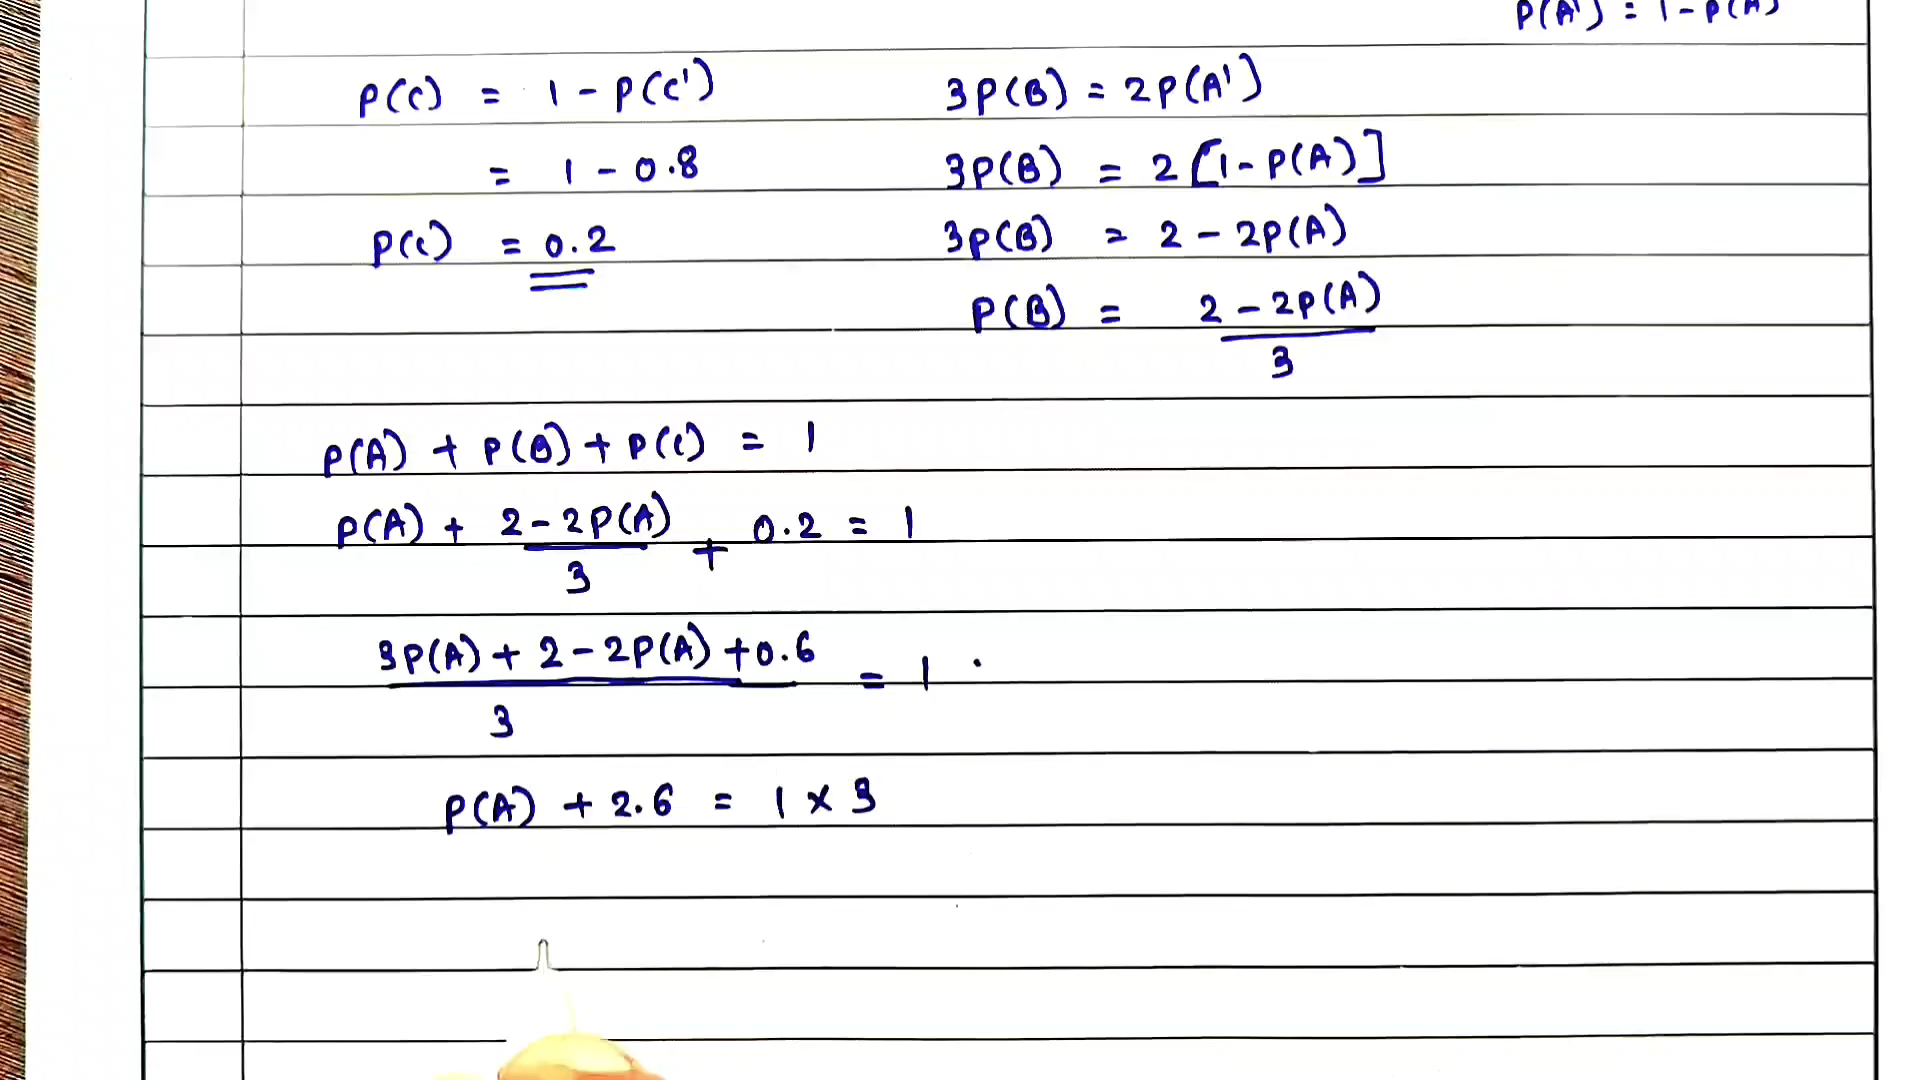 P(A') = 1 - P(A)
P(C) = 1 - P(C')
= 1 - 0.8
P(C) = 0.2
3P(B) = 2P(A')
3P(B) = 2[1-P(A)]
3P(B) = 2 - 2P(A)
P(B) = 2 - 2P(A)
3
P(A) + P(B) + P(C) = 1
P(A) + 2-2P(A) + 0.2 = 1
3
3P(A) + 2 - 2P(A) + 0.6 = 1
3
P(A) + 2.6 = 1 × 3